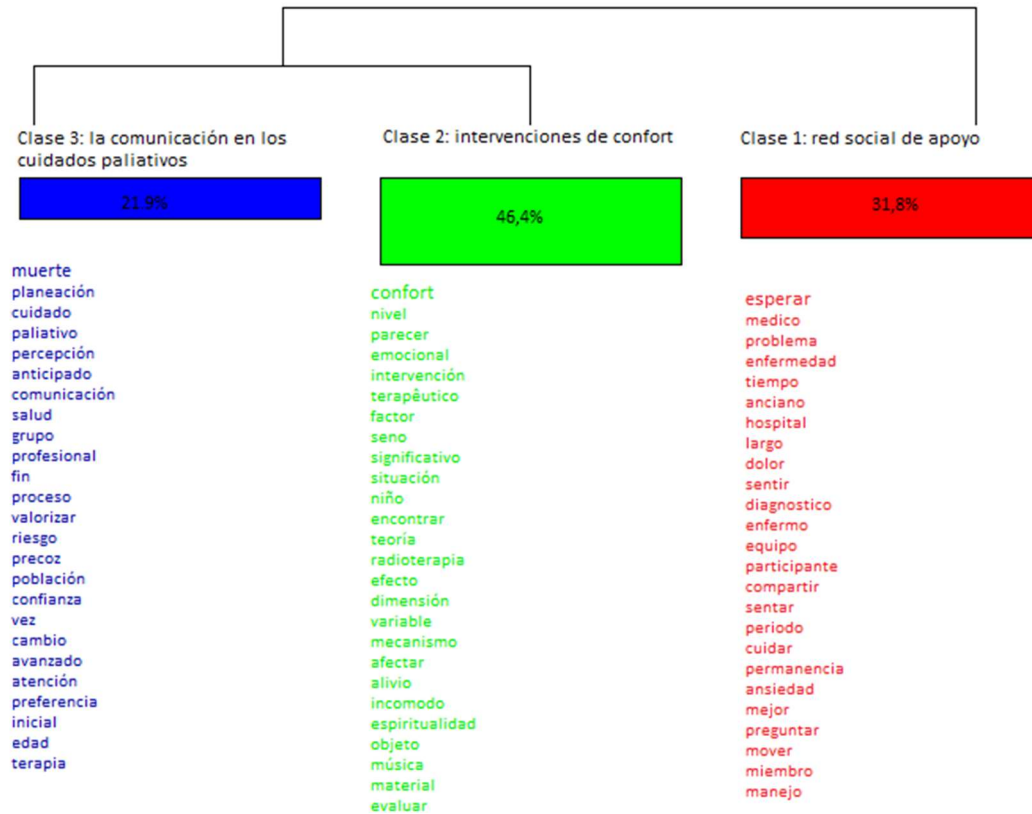 Clase 3: la comunicación en los
cuidados paliativos
21.9%
muerte
planeación
cuidado
paliativo
percepción
anticipado
comunicación
salud
grupo
profesional
fin
proceso
valorizar
riesgo
precoz
población
confianza
vez
cambio
avanzado
atención
preferencia
inicial
edad
terapia
Clase 2: intervenciones de confort
46,4%
confort
nivel
parecer
emocional
intervención
terapêutico
factor
seno
significativo
situación
niño
encontrar
teoría
radioterapia
efecto
dimensión
variable
mecanismo
afectar
alivio
incomodo
espiritualidad
objeto
música
material
evaluar
Clase 1: red social de apoyo
31,8%
esperar
medico
problema
enfermedad
tiempo
anciano
hospital
largo
dolor
sentir
diagnostico
enfermo
equipo
participante
compartir
sentar
periodo
cuidar
permanencia
ansiedad
mejor
preguntar
mover
miembro
manejo